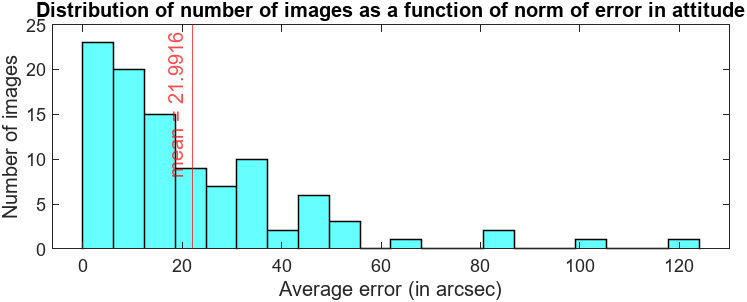 Distribution of number of images as a function of norm of error in attitude
25
20
15
10
5
0
Number of images
mean = 21.9916
0 20 40 60 80 100 120
Average error (in arcsec)